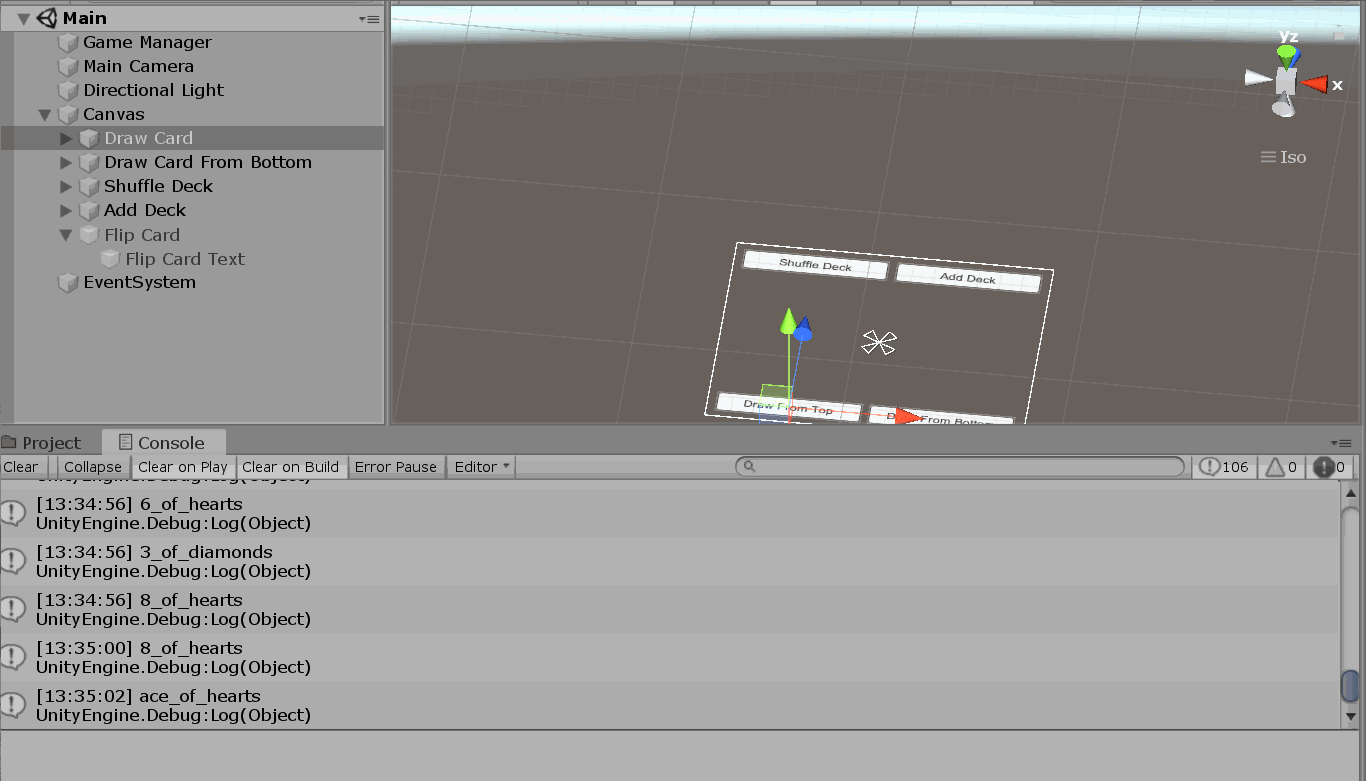 Main
Game Manager
Main Camera
Directional Light
Canvas
Draw Card
Draw Card From Bottom
Shuffle Deck
Add Deck
Flip Card
Flip Card Text
EventSystem
yz
x
Iso
Shuffle Deck
Add Deck
Draw From Top
From Bottom
Project
Console
Clear
Collapse
Clear on Play
Clear on Build
Error Pause
Editor
106
0
0
UnityEngine.Debug:Log(Object)
[13:34:56] 6_of_hearts
UnityEngine.Debug:Log(Object)
[13:34:56] 3_of_diamonds
UnityEngine.Debug:Log(Object)
[13:34:56] 8_of_hearts
UnityEngine.Debug:Log(Object)
[13:35:00] 8_of_hearts
UnityEngine.Debug:Log(Object)
[13:35:02] ace_of_hearts
UnityEngine.Debug:Log(Object)